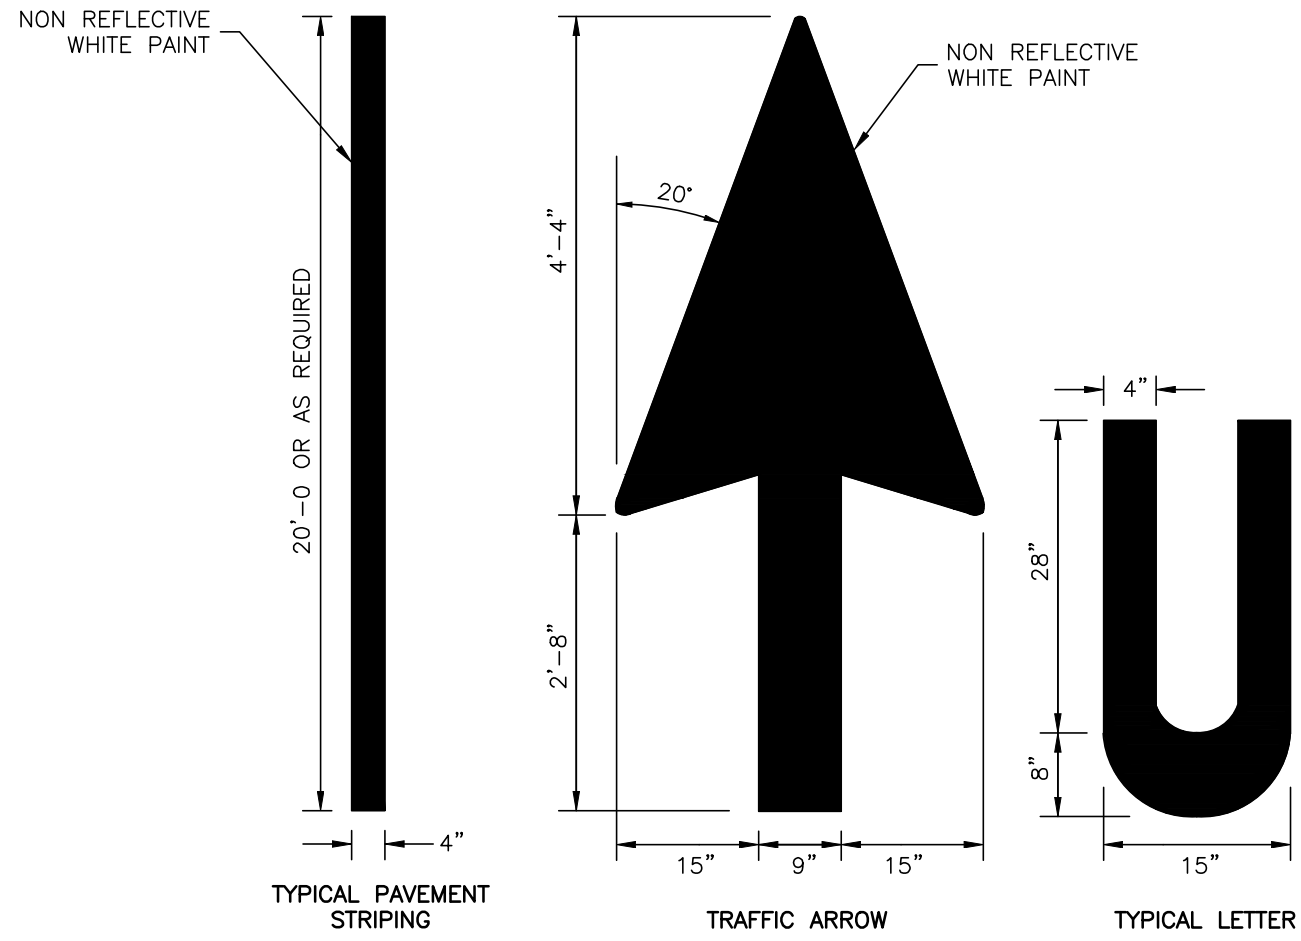 NON REFLECTIVE
WHITE PAINT
20'-0 OR AS REQUIRED
4"
TYPICAL PAVEMENT
STRIPING
NON REFLECTIVE
WHITE PAINT
20°
4'-4"
2'-8"
15"
9"
15"
TRAFFIC ARROW
4"
28"
8"
15"
TYPICAL LETTER